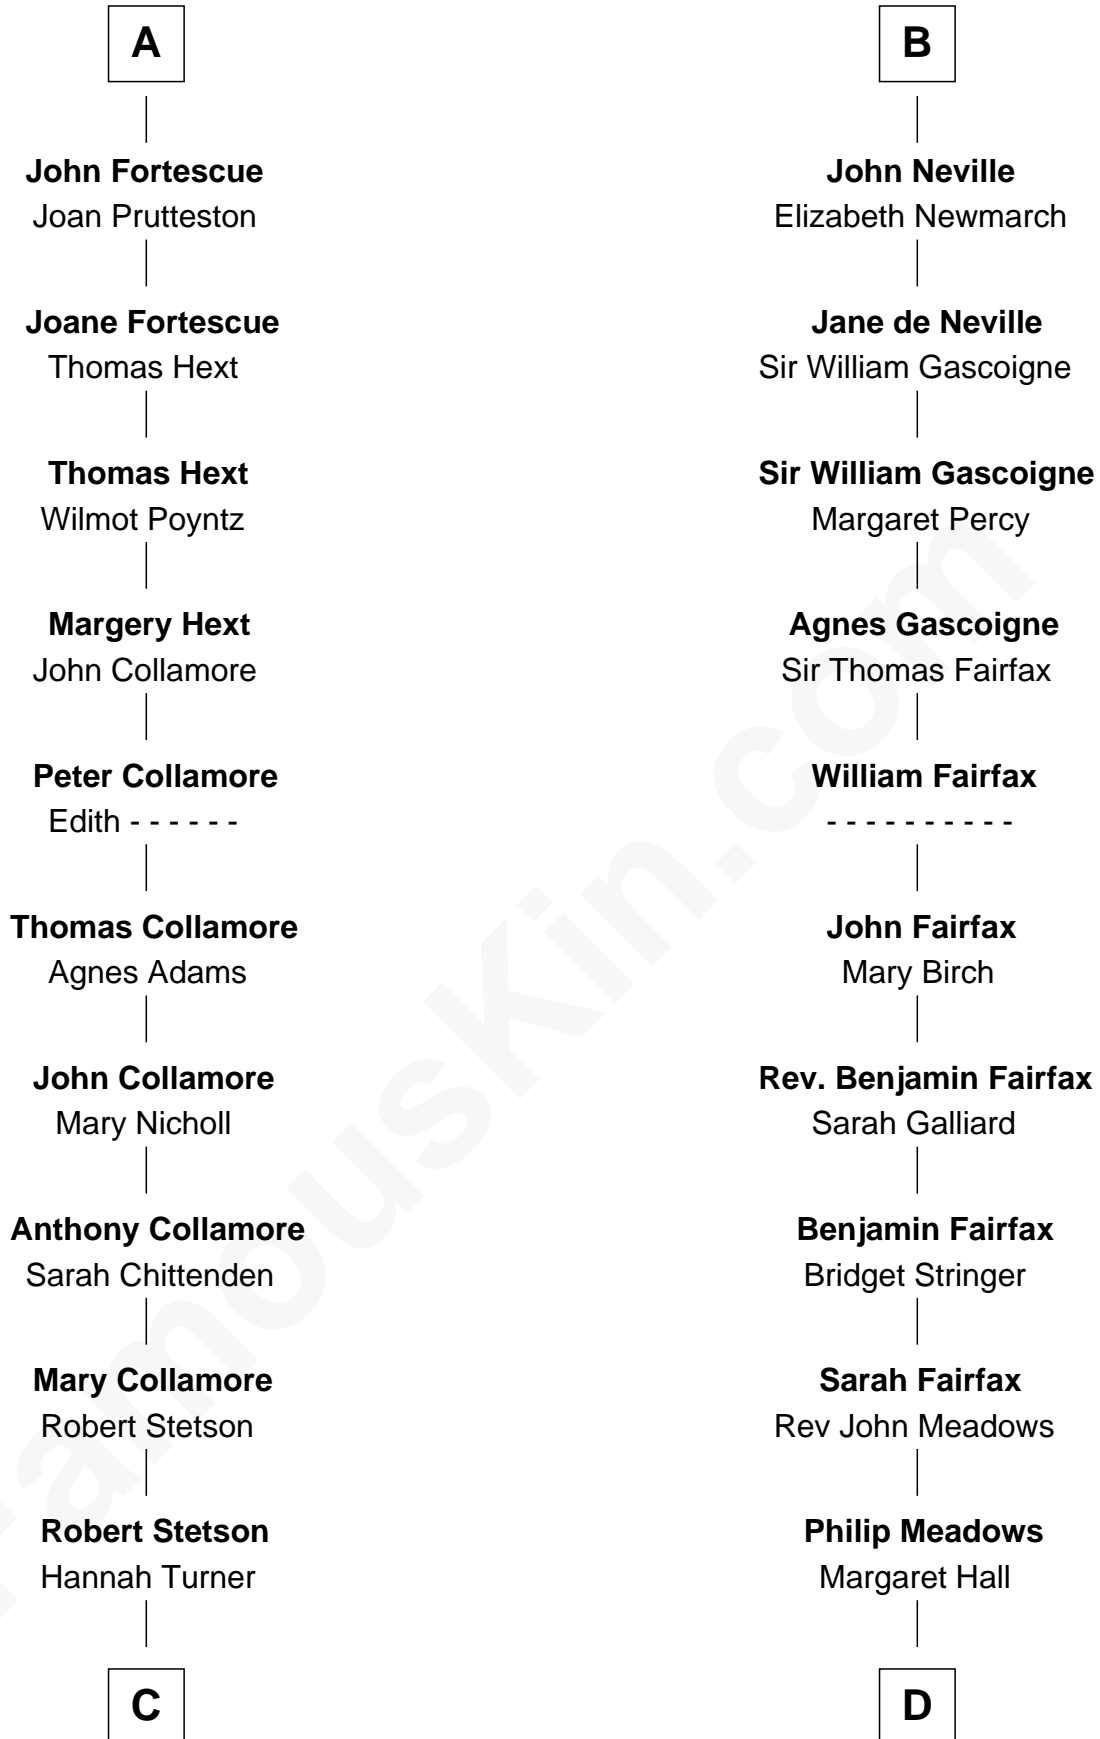 A
John Fortescue
Joan Prutteston
Joane Fortescue
Thomas Hext
Thomas Hext
Wilmot Poyntz
Margery Hext
John Collamore
Peter Collamore
Edith - - - - - -
Thomas Collamore
Agnes Adams
John Collamore
Mary Nicholl
Anthony Collamore
Sarah Chittenden
Mary Collamore
Robert Stetson
Robert Stetson
Hannah Turner
C
B
John Neville
Elizabeth Newmarch
Jane de Neville
Sir William Gascoigne
Sir William Gascoigne
Margaret Percy
Agnes Gascoigne
Sir Thomas Fairfax
William Fairfax
- - - - - - - - - -
John Fairfax
Mary Birch
Rev. Benjamin Fairfax
Sarah Galliard
Benjamin Fairfax
Bridget Stringer
Sarah Fairfax
Rev John Meadows
Philip Meadows
Margaret Hall
D
FamousKin.com